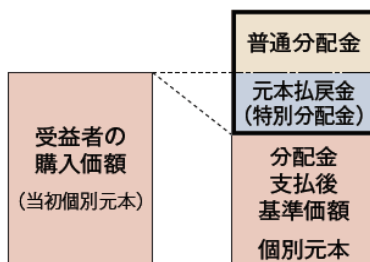 普通分配金
元本払戻金
（特別分配金）
受益者の
購入価額
（当初個別元本）
分配金
支払後
基準価額
個別元本